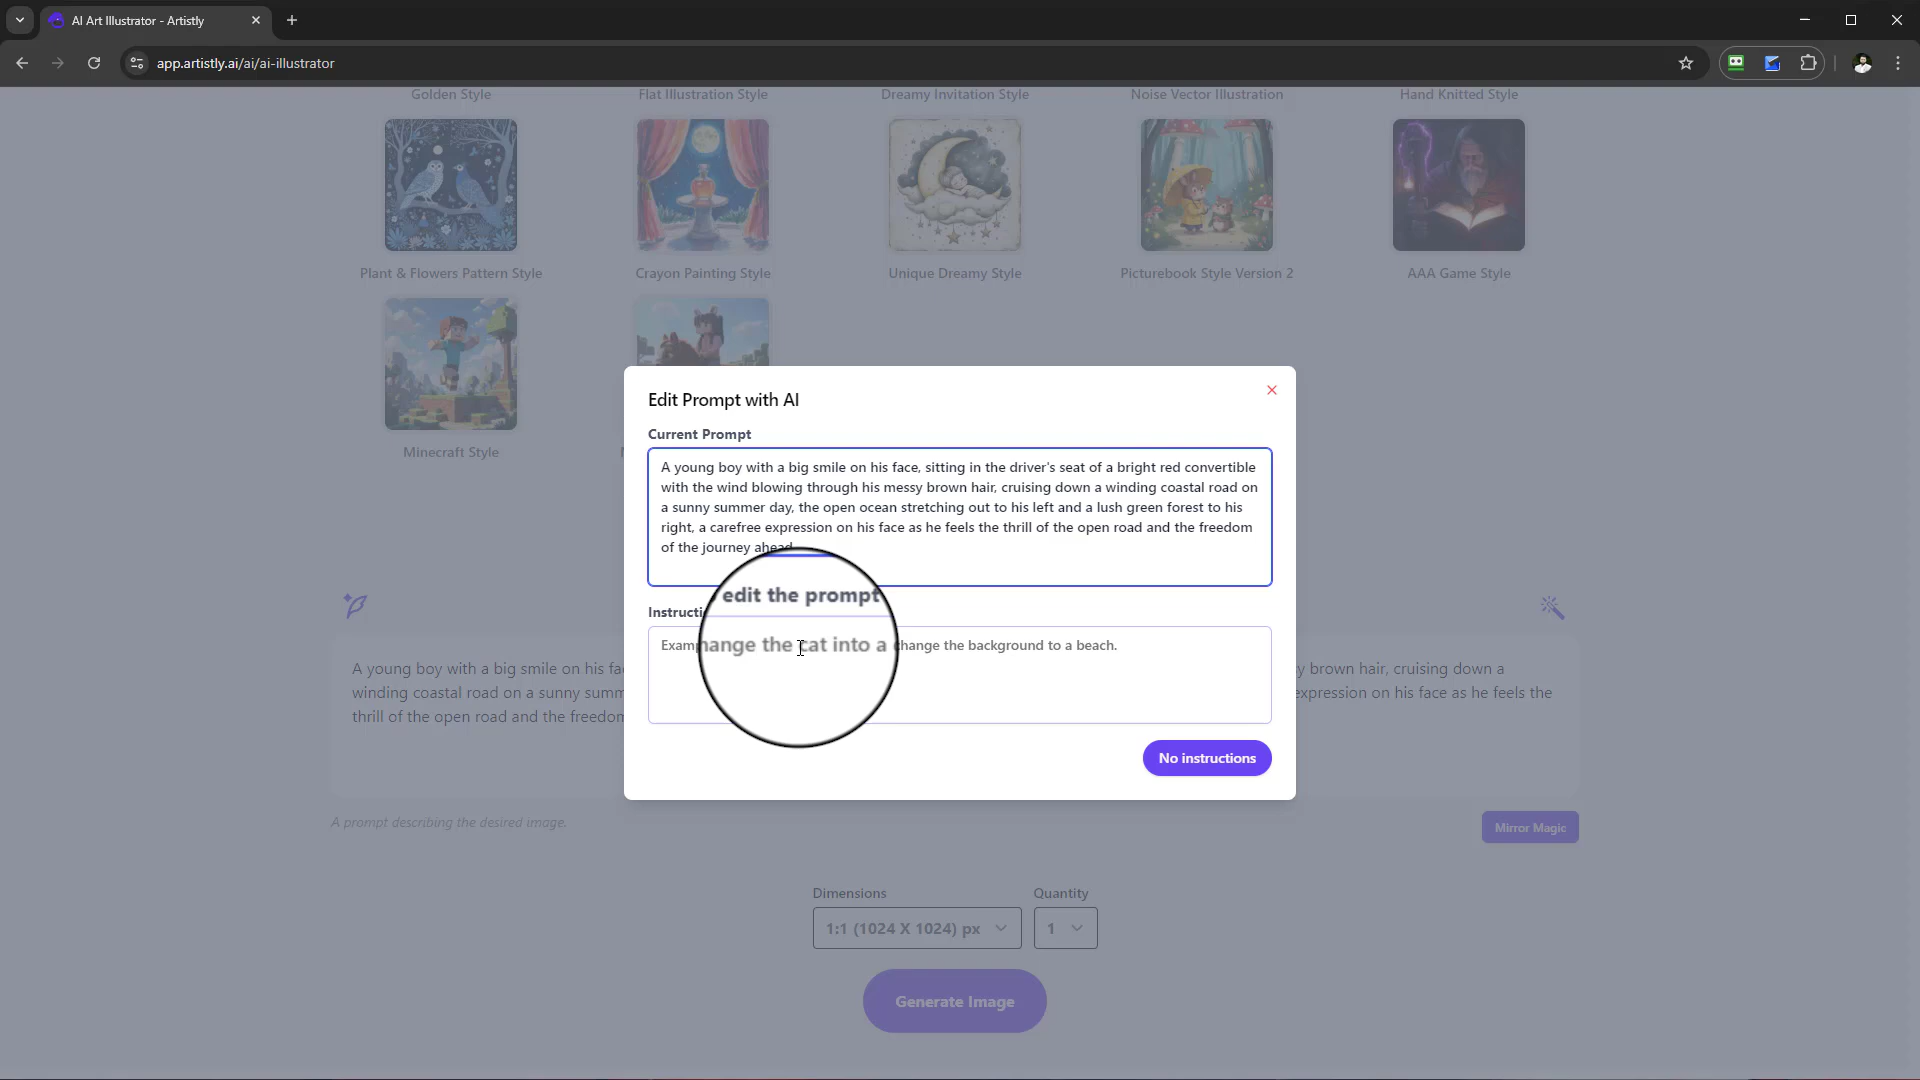 AI Art Illustrator - Artistly
app.artistly.ai/ai/ai-illustrator
Golden Style
Flat Illustration Style
Dreamy Invitation Style
Noise Vector Illustration
Hand Knitted Style
Plant & Flowers Pattern Style
Crayon Painting Style
Unique Dreamy Style
Picturebook Style Version 2
AAA Game Style
Minecraft Style
Edit Prompt with AI
Current Prompt
A young boy with a big smile on his face, sitting in the driver's seat of a bright red convertible
with the wind blowing through his messy brown hair, cruising down a winding coastal road on
a sunny summer day, the open ocean stretching out to his left and a lush green forest to his
right, a carefree expression on his face as he feels the thrill of the open road and the freedom
of the journey ahead
edit the prompt
hange the cat into a change the background to a beach.
No instructions
A young boy with a big smile on his brown hair, cruising down a
winding coastal road on a sunny expression on his face as he feels the
thrill of the open road and the
A prompt describing the desired image.
Mirror Magic
Dimensions
Quantity
1:1 (1024 X 1024) px
1
Generate Image